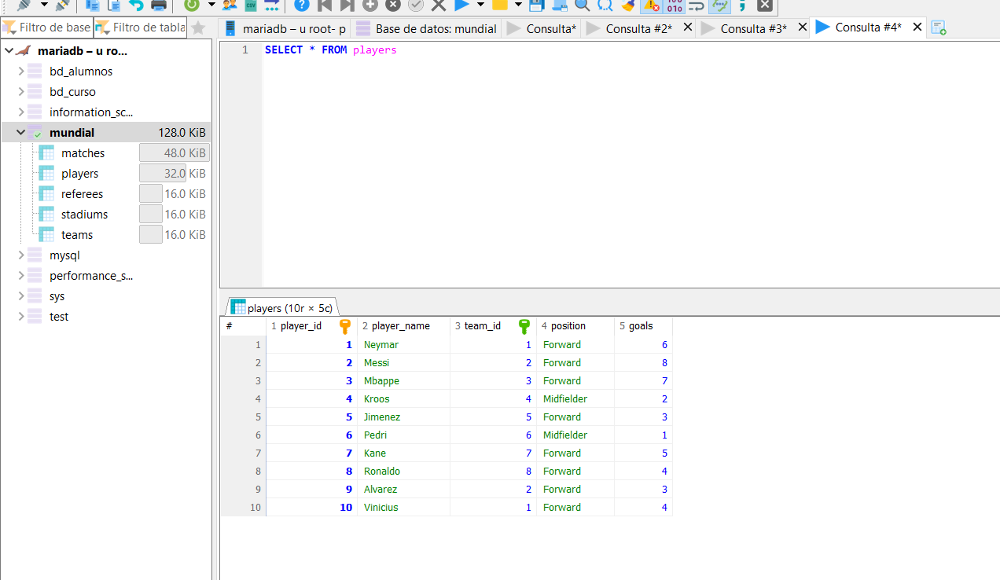 Filtro de base
Filtro de tabla
mariadb – u root- p
Base de datos: mundial
Consulta*
Consulta #2*
Consulta #3*
Consulta #4*
mariadb – u ro...
bd_alumnos
bd_curso
information_sc...
mundial 128.0 KiB
matches 48.0 KiB
players 32.0 KiB
referees 16.0 KiB
stadiums 16.0 KiB
teams 16.0 KiB
mysql
performance_s...
sys
test
1 SELECT * FROM players
players (10r × 5c)
# 1 player_id 2 player_name 3 team_id 4 position 5 goals
1 1 Neymar 1 Forward 6
2 2 Messi 2 Forward 8
3 3 Mbappe 3 Forward 7
4 4 Kroos 4 Midfielder 2
5 5 Jimenez 5 Forward 3
6 6 Pedri 6 Midfielder 1
7 7 Kane 7 Forward 5
8 8 Ronaldo 8 Forward 4
9 9 Alvarez 2 Forward 3
10 10 Vinicius 1 Forward 4